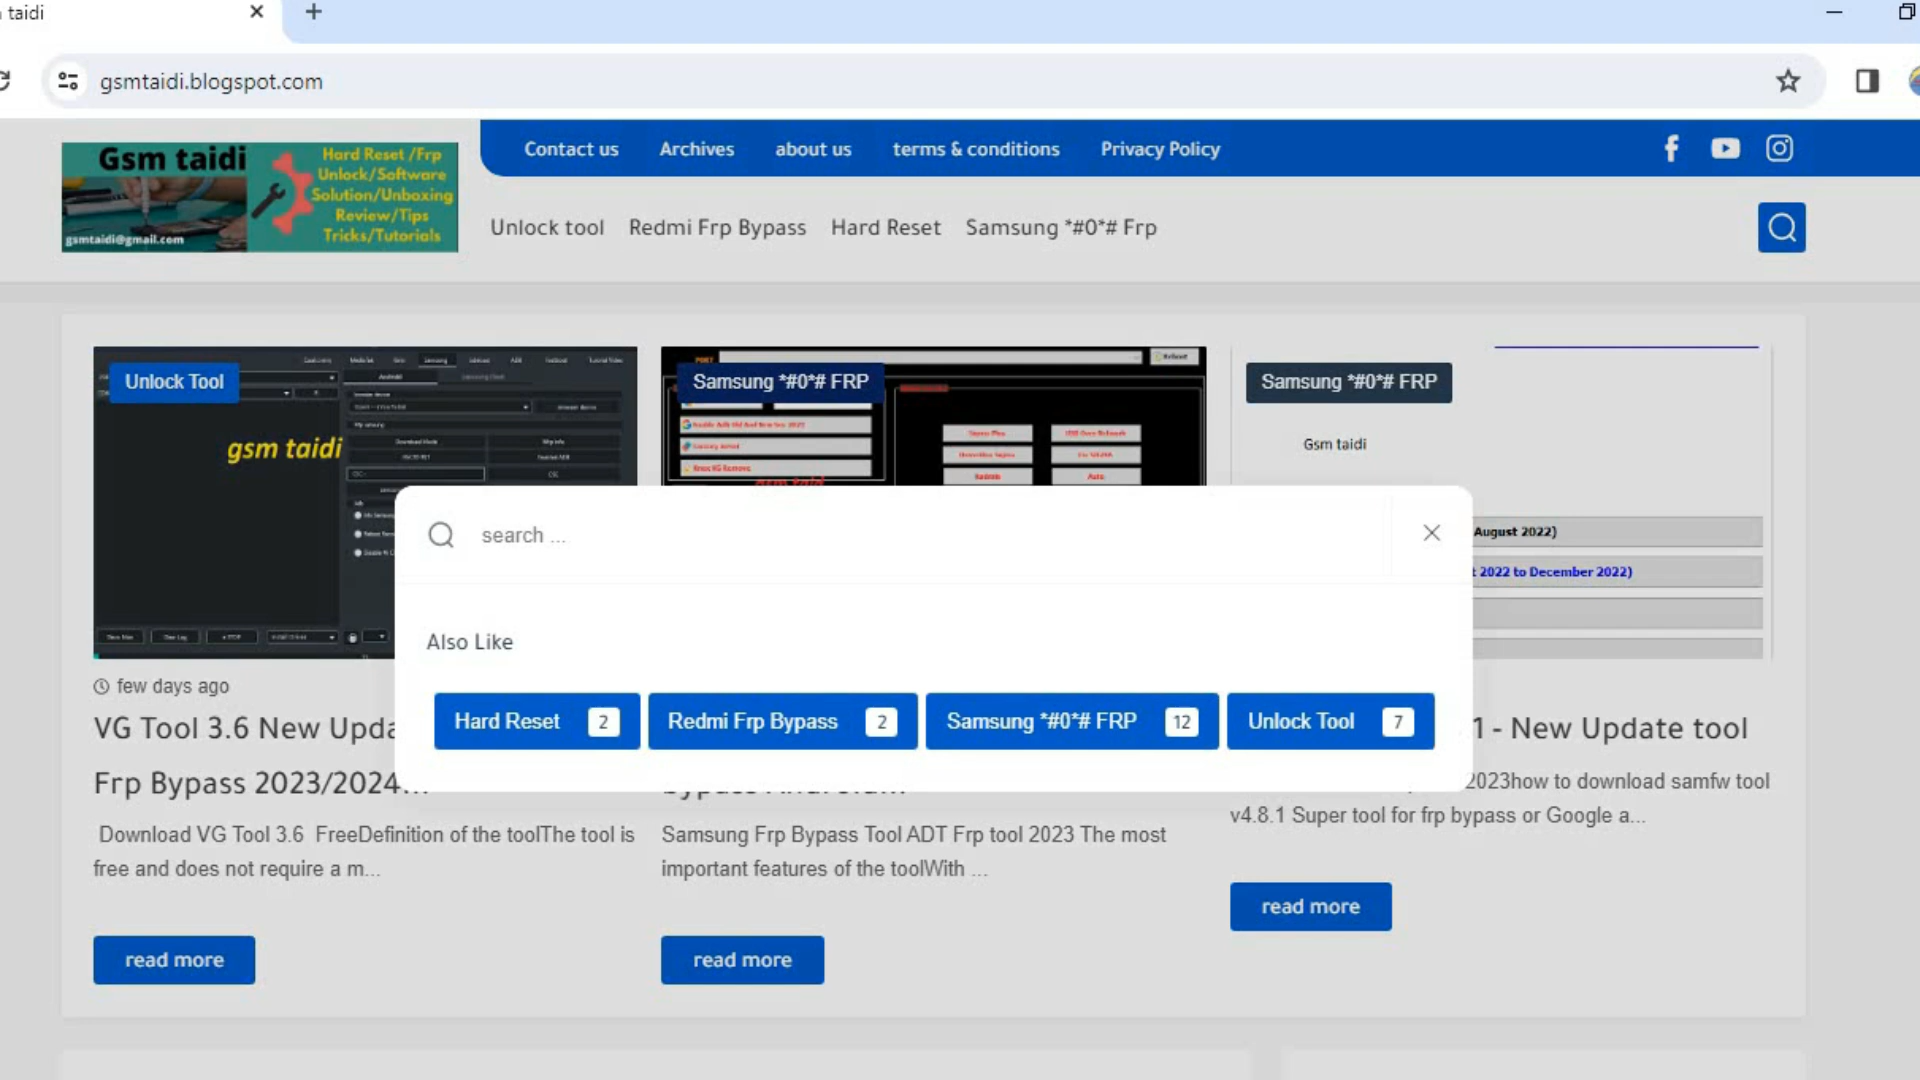 taidi
gsmtaidi.blogspot.com
Gsm taidi
Hard Reset /Frp
Unlock/Software
Solution/Unboxing
Review/Tips
Tricks/Tutorials
gsmtaidi@gmail.com
Contact us Archives about us terms & conditions Privacy Policy
Unlock tool Redmi Frp Bypass Hard Reset Samsung *#0*# Frp
Unlock Tool
gsm taidi
Samsung *#0*# FRP
Samsung *#0*# FRP
Gsm taidi
August 2022)
2022 to December 2022)
search ...
Also Like
Hard Reset 2 Redmi Frp Bypass 2 Samsung *#0*# FRP 12 Unlock Tool 7
few days ago
VG Tool 3.6 New Upda
Frp Bypass 2023/2024...
Download VG Tool 3.6 FreeDefinition of the toolThe tool is
free and does not require a m...
read more
Samsung Frp Bypass Tool ADT Frp tool 2023 The most
important features of the toolWith ...
read more
1 - New Update tool
2023how to download samfw tool
v4.8.1 Super tool for frp bypass or Google a...
read more